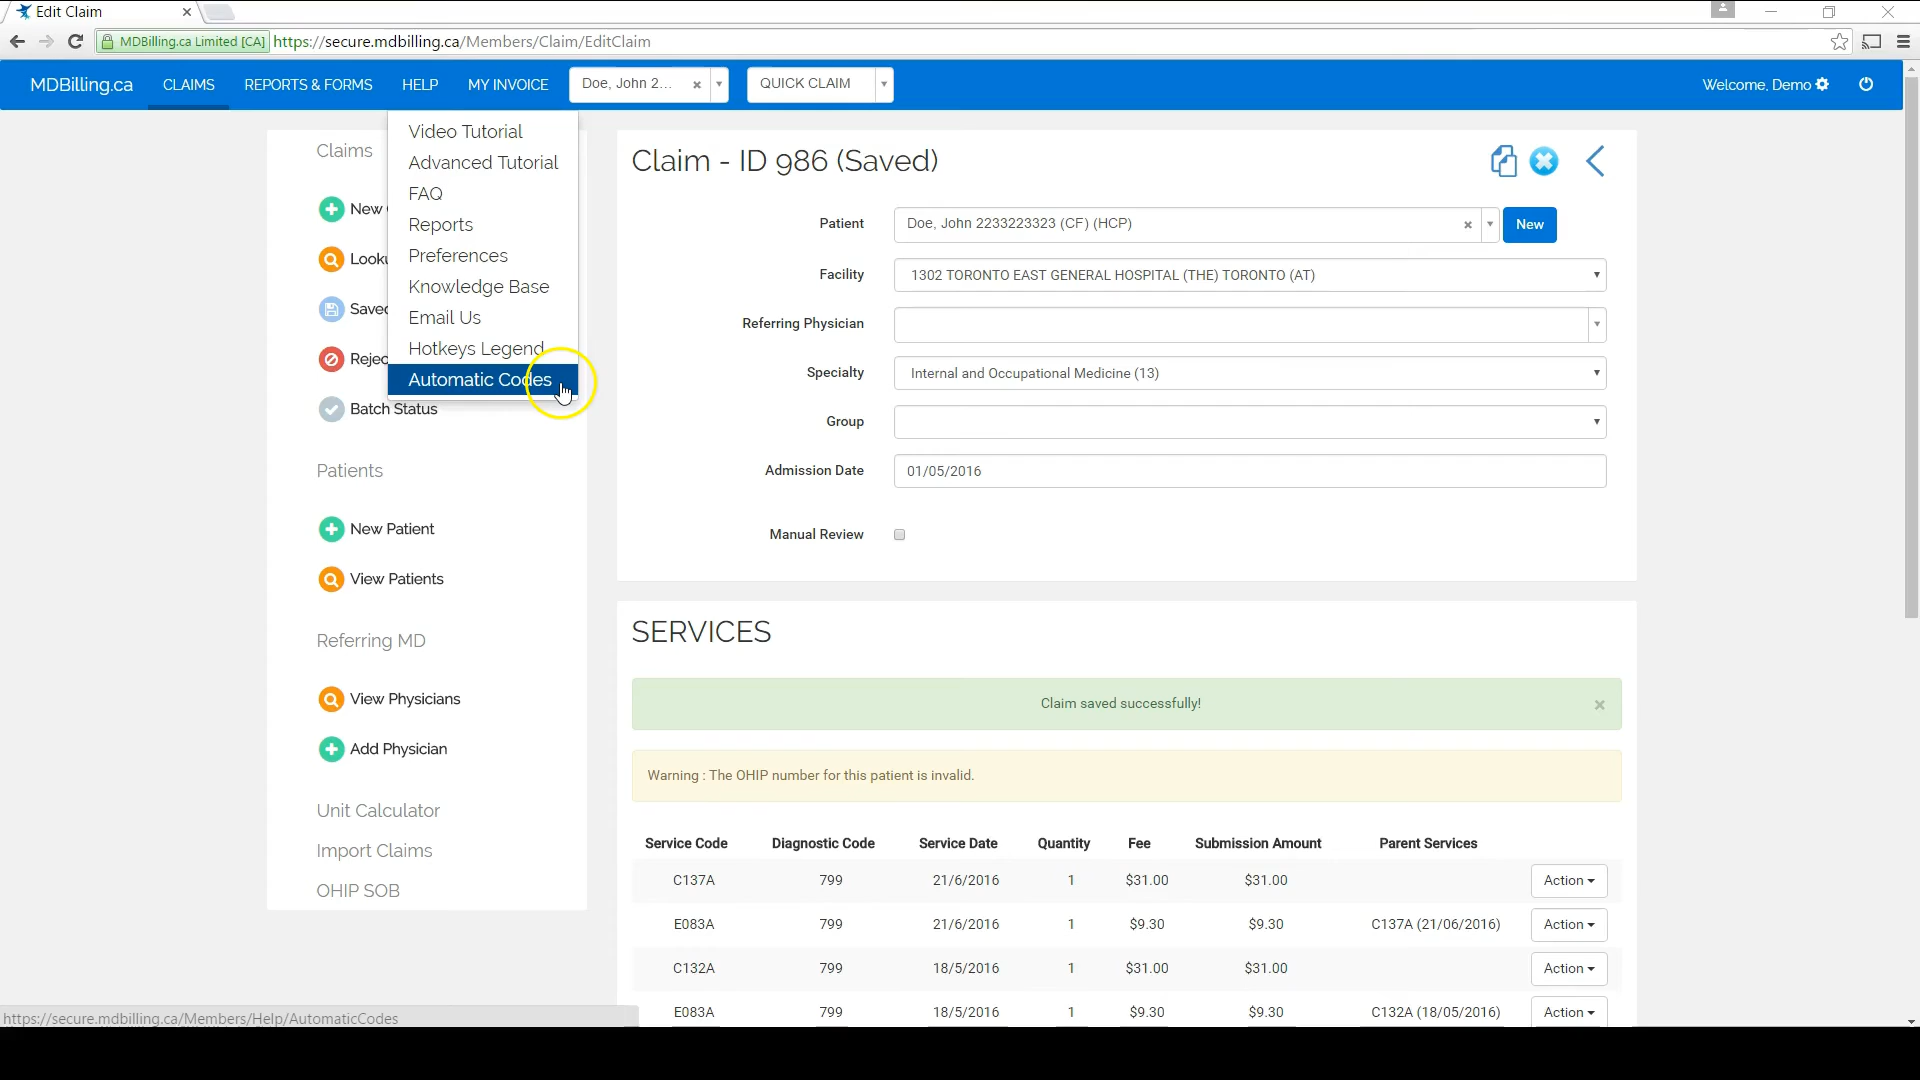 Edit Claim
MDBilling.ca Limited [CA] https://secure.mdbilling.ca/Members/Claim/EditClaim
MDBilling.ca CLAIMS REPORTS & FORMS HELP MY INVOICE Doe, John 2... QUICK CLAIM Welcome, Demo
Video Tutorial
Advanced Tutorial
FAQ
Reports
Preferences
Knowledge Base
Email Us
Hotkeys Legend
Automatic Codes
Claims
New
Batch Status
Patients
New Patient
View Patients
Referring MD
View Physicians
Add Physician
Unit Calculator
Import Claims
OHIP SOB
Claim - ID 986 (Saved)
Patient Doe, John 2233223323 (CF) (HCP) New
Facility 1302 TORONTO EAST GENERAL HOSPITAL (THE) TORONTO (AT)
Referring Physician
Specialty Internal and Occupational Medicine (13)
Group
Admission Date 01/05/2016
Manual Review
SERVICES
Claim saved successfully!
Warning : The OHIP number for this patient is invalid.
Service Code Diagnostic Code Service Date Quantity Fee Submission Amount Parent Services
C137A 799 21/6/2016 1 $31.00 $31.00 Action
E083A 799 21/6/2016 1 $9.30 $9.30 C137A (21/06/2016) Action
C132A 799 18/5/2016 1 $31.00 $31.00 Action
E083A 799 18/5/2016 1 $9.30 $9.30 C132A (18/05/2016) Action
https://secure.mdbilling.ca/Members/Help/AutomaticCodes